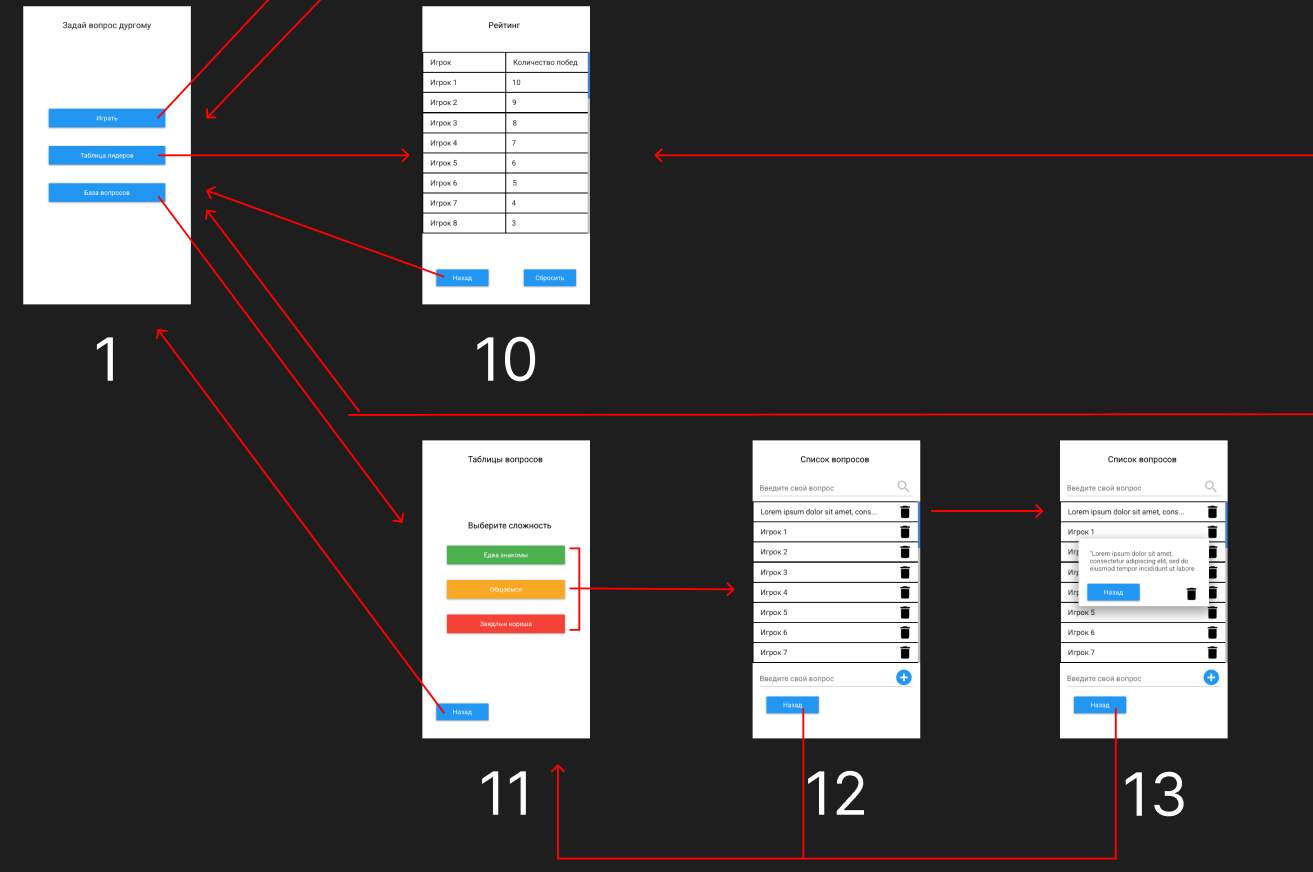 Задай вопрос дургому
Играть
Таблица лидеров
База вопросов
1
Рейтинг
Игрок Количество побед
Игрок 1 10
Игрок 2 9
Игрок 3 8
Игрок 4 7
Игрок 5 6
Игрок 6 5
Игрок 7 4
Игрок 8 3
Назад Сбросить
10
Таблицы вопросов
Выберите сложность
Едва знакомы
Общаемся
Заядлые кориша
Назад
11
Список вопросов
Введите свой вопрос
Lorem ipsum dolor sit amet, cons...
Игрок 1
Игрок 2
Игрок 3
Игрок 4
Игрок 5
Игрок 6
Игрок 7
Введите свой вопрос
Назад
12
Список вопросов
Введите свой вопрос
Lorem ipsum dolor sit amet, cons...
Игрок 1
"Lorem ipsum dolor sit amet,
consectetur adipiscing elit, sed do
eiusmod tempor incididunt ut labore
Назад
Игрок 5
Игрок 6
Игрок 7
Введите свой вопрос
Назад
13